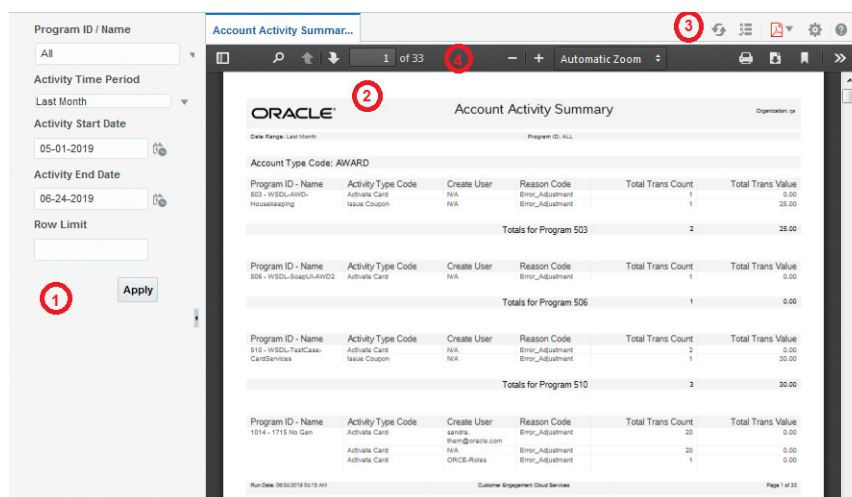 Program ID / Name
All
Activity Time Period
Last Month
Activity Start Date
05-01-2019
Activity End Date
06-24-2019
Row Limit
Apply
1
Account Activity Summar...
3
1 of 33
4
Automatic Zoom
2
ORACLE
Account Activity Summary
Organization: qa
Date Range: Last Month Program ID: ALL
Account Type Code: AWARD
Program ID - Name Activity Type Code Create User Reason Code Total Trans Count Total Trans Value
503 - WSDL-AWD- Activate Card N/A Error_Adjustment 1 0.00
Housekeeping Issue Coupon N/A Error_Adjustment 1 25.00
Totals for Program 503 2 25.00
Program ID - Name Activity Type Code Create User Reason Code Total Trans Count Total Trans Value
506 - WSDL-SoapUI-AWD2 Activate Card N/A Error_Adjustment 1 0.00
Totals for Program 506 1 0.00
Program ID - Name Activity Type Code Create User Reason Code Total Trans Count Total Trans Value
510 - WSDL-TestCase- Activate Card N/A Error_Adjustment 2 0.00
CardServices Issue Coupon N/A Error_Adjustment 1 30.00
Totals for Program 510 3 30.00
Program ID - Name Activity Type Code Create User Reason Code Total Trans Count Total Trans Value
1014 - 1715 No Gen Activate Card sandra. Error_Adjustment 20 0.00
them@oracle.com
Activate Card N/A Error_Adjustment 20 0.00
Activate Card ORCE-Roles Error_Adjustment 1 0.00
Run Date: 06/24/2019 Customer Engagement Cloud Services Page 1 of 33